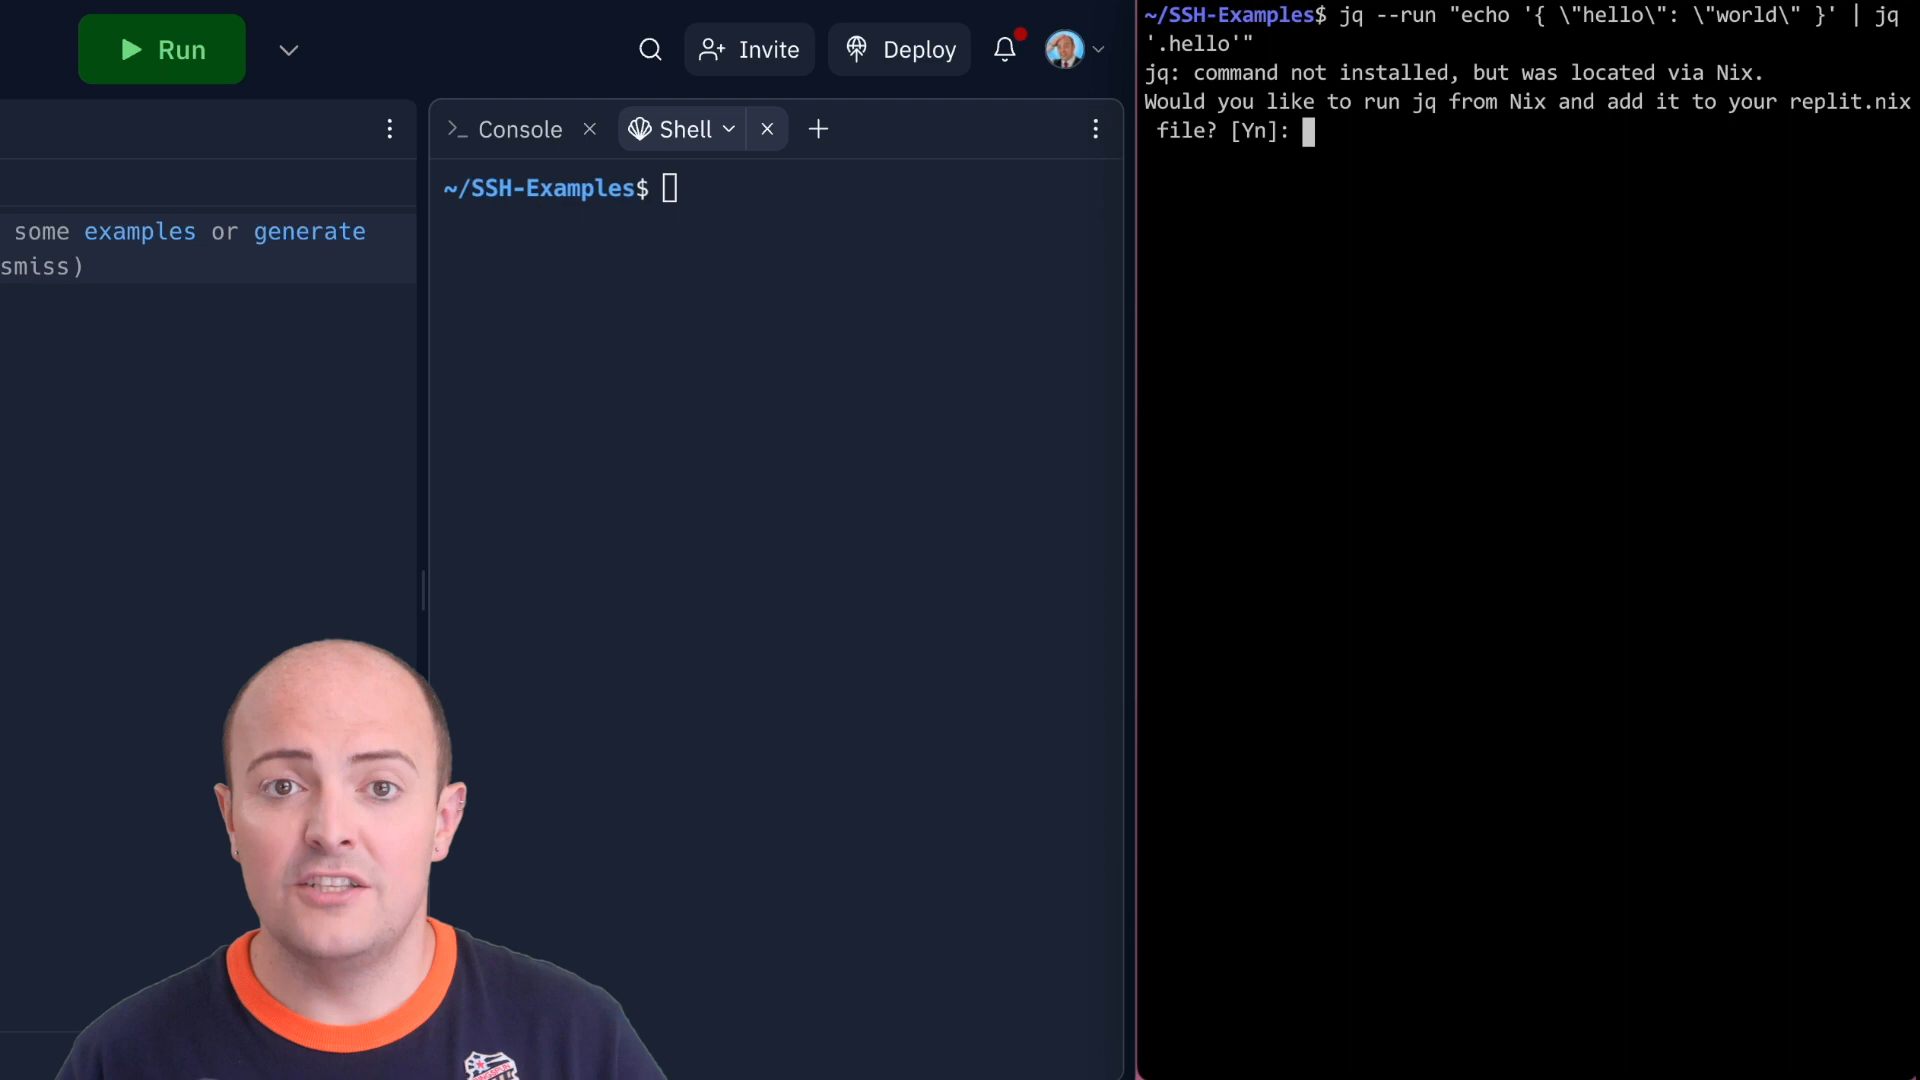 Run
Invite
Deploy
Console
Shell
~/SSH-Examples$
some examples or generate
smiss)
~/SSH-Examples$ jq --run "echo '{ \"hello\": \"world\" }' | jq
'.hello'"
jq: command not installed, but was located via Nix.
Would you like to run jq from Nix and add it to your replit.nix
file? [Yn]: